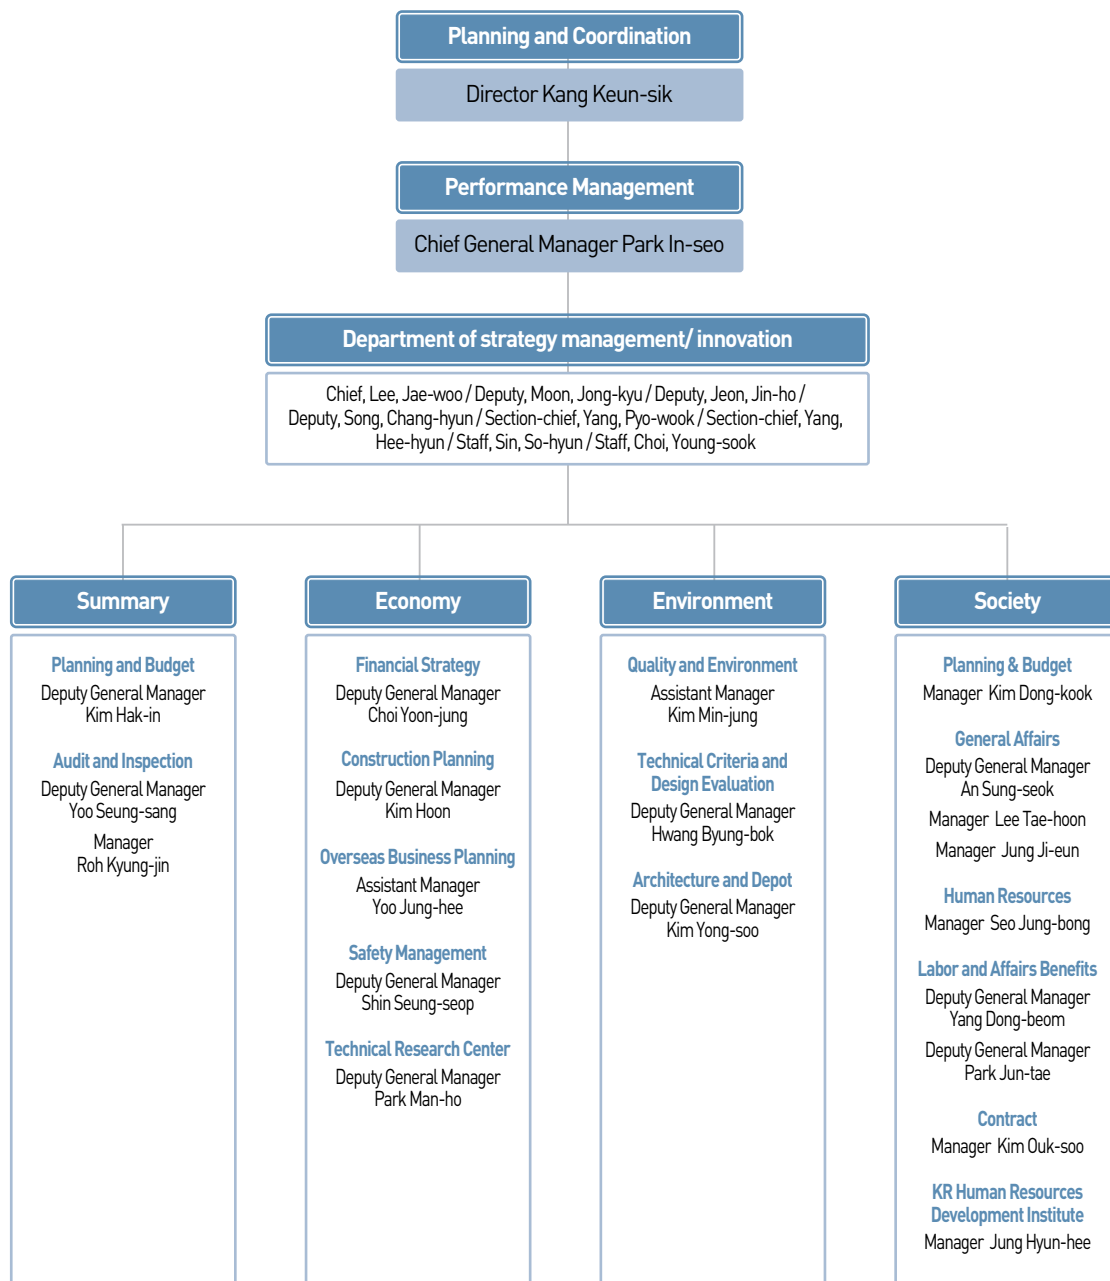 Planning and Coordination
Director Kang Keun-sik
Performance Management
Chief General Manager Park In-seo
Department of strategy management/ innovation
Chief, Lee, Jae-woo / Deputy, Moon, Jong-kyu / Deputy, Jeon, Jin-ho /
Deputy, Song, Chang-hyun / Section-chief, Yang, Pyo-wook / Section-chief, Yang,
Hee-hyun / Staff, Sin, So-hyun / Staff, Choi, Young-sook
Summary
Planning and Budget
Deputy General Manager
Kim Hak-in
Audit and Inspection
Deputy General Manager
Yoo Seung-sang
Manager
Roh Kyung-jin
Economy
Financial Strategy
Deputy General Manager
Choi Yoon-jung
Construction Planning
Deputy General Manager
Kim Hoon
Overseas Business Planning
Assistant Manager
Yoo Jung-hee
Safety Management
Deputy General Manager
Shin Seung-seop
Technical Research Center
Deputy General Manager
Park Man-ho
Environment
Quality and Environment
Assistant Manager
Kim Min-jung
Technical Criteria and
Design Evaluation
Deputy General Manager
Hwang Byung-bok
Architecture and Depot
Deputy General Manager
Kim Yong-soo
Society
Planning & Budget
Manager Kim Dong-kook
General Affairs
Deputy General Manager
An Sung-seok
Manager Lee Tae-hoon
Manager Jung Ji-eun
Human Resources
Manager Seo Jung-bong
Labor and Affairs Benefits
Deputy General Manager
Yang Dong-beom
Deputy General Manager
Park Jun-tae
Contract
Manager Kim Ouk-soo
KR Human Resources
Development Institute
Manager Jung Hyun-hee